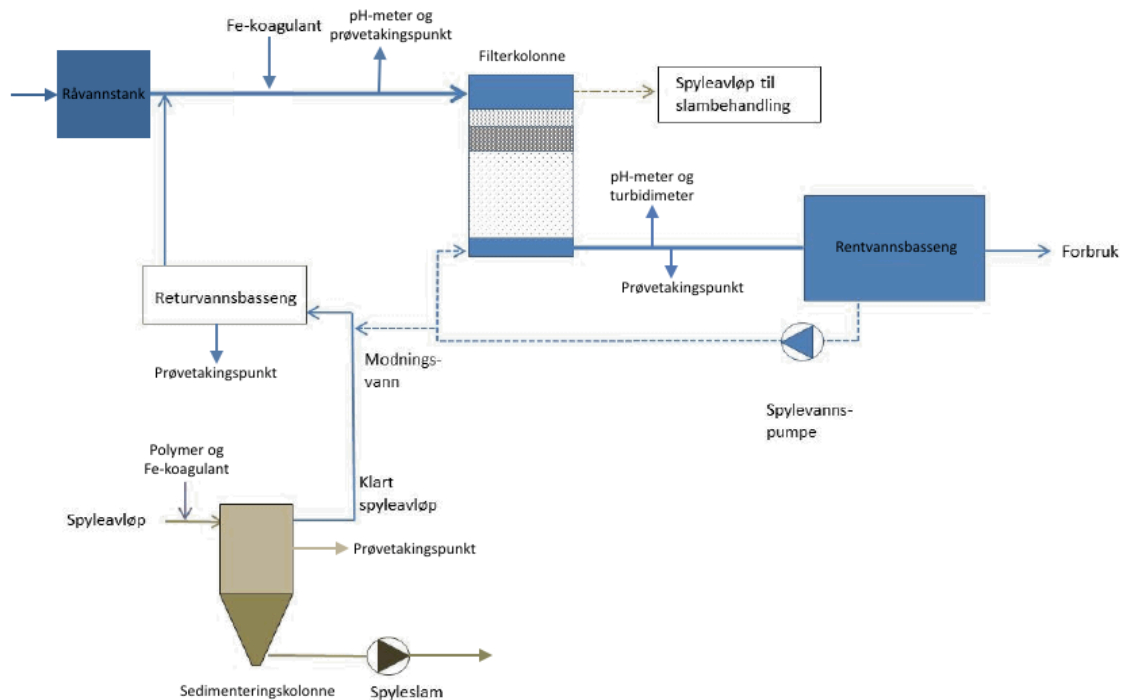 Fe-koagulant
pH-meter og
prøvetakingspunkt
Filterkolonne
Råvannstank
Spyleavløp til
slambehandling
pH-meter og
turbidimeter
Rentvannsbasseng
Forbruk
Prøvetakingspunkt
Returvannsbasseng
Prøvetakingspunkt
Modnings-
vann
Spylevanns-
pumpe
Polymer og
Fe-koagulant
Klart
spyleavløp
Spyleavløp
Prøvetakingspunkt
Sedimenteringskolonne
Spyleslam